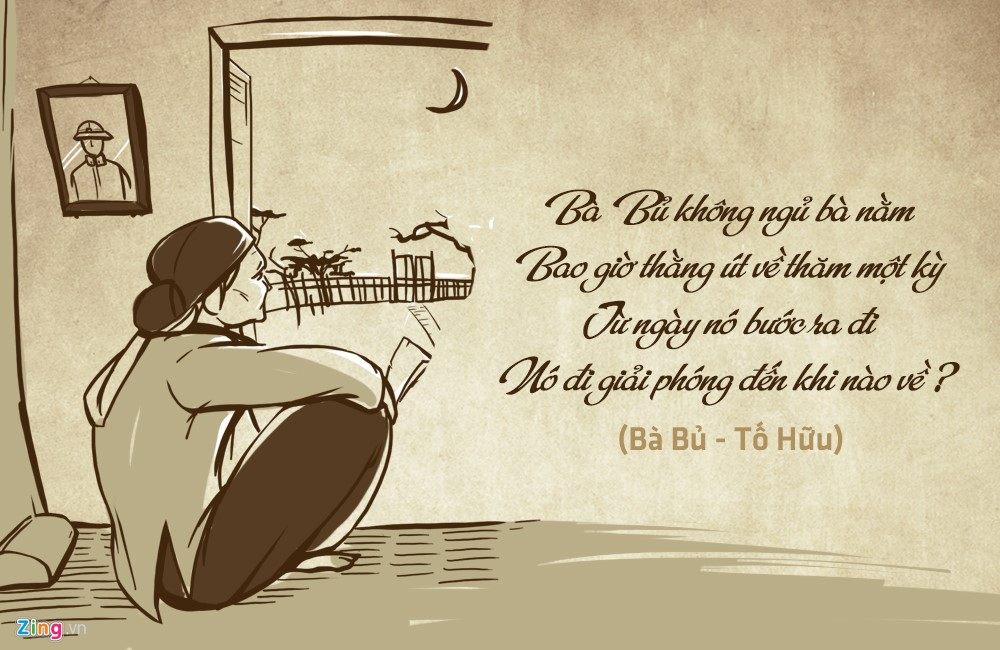 Bà Bủ không ngủ bà nằm
Bao giờ thằng út về thăm một kỳ
Từ ngày nó bước ra đi
Nó đi giải phóng đến khi nào về ?
(Bà Bủ - Tố Hữu)
Zing.vn